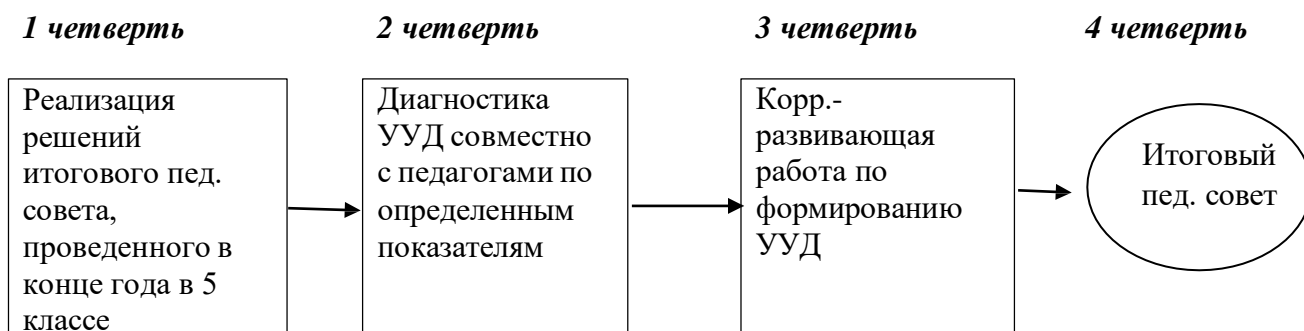 1 четверть
2 четверть
3 четверть
4 четверть
Реализация
решений
итогового пед.
совета,
проведенного в
конце года в 5
классе
Диагностика
УУД совместно
с педагогами по
определенным
показателям
Корр.-
развивающая
работа по
формированию
УУД
Итоговый
пед. совет